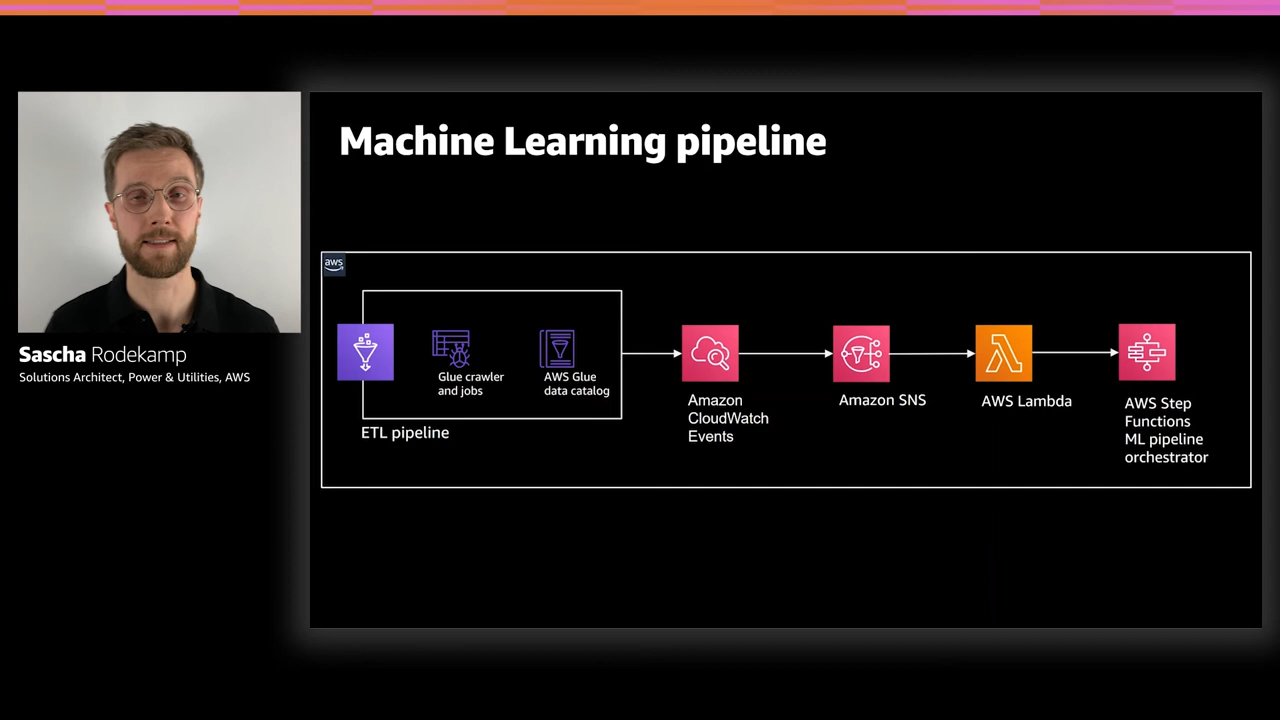 Machine Learning pipeline
aws
Glue crawler
and jobs
AWS Glue
data catalog
ETL pipeline
Amazon
CloudWatch
Events
Amazon SNS
AWS Lambda
AWS Step
Functions
ML pipeline
orchestrator
Sascha Rodekamp
Solutions Architect, Power & Utilities, AWS